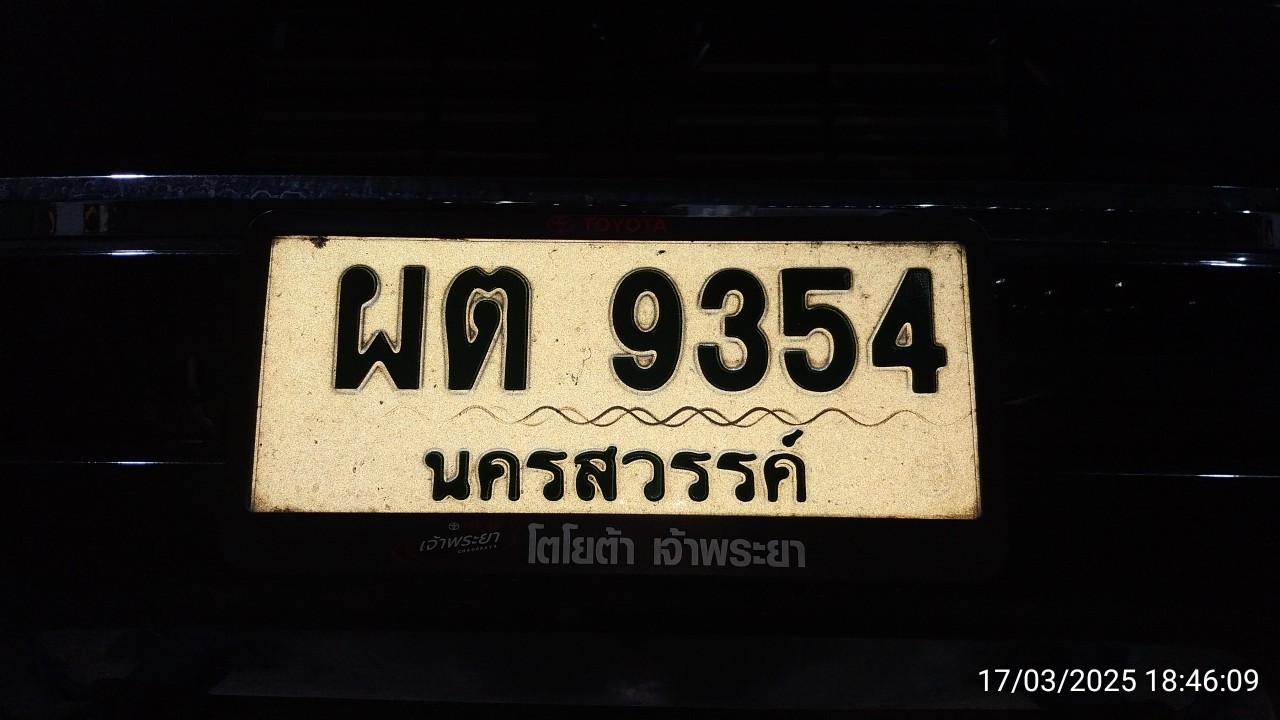 TOYOTA
ผต 9354
นครสวรรค์
เจ้าพระยา
CHAOPRAYA
โตโยต้า เจ้าพระยา
17/03/2025 18:46:09